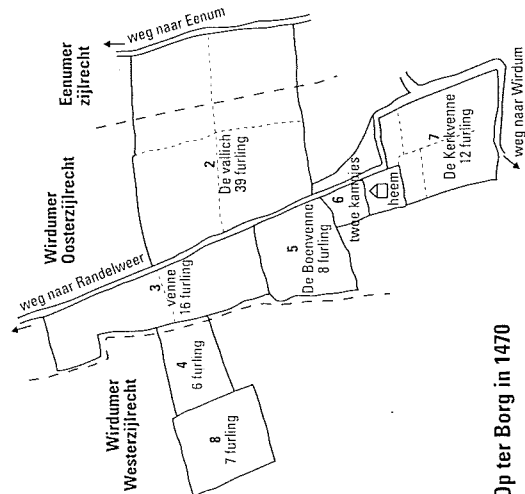 weg naar Eenum
Eenumer
zijlrecht
Wirdumer
Oosterzijlrecht
weg naar Randelweer
2
De vallich
39 furling
3
venne
16 furling
Wirdumer
Westerzijlrecht
4
6 furling
8
7 furling
5
De Boenvenne
8 furling
6
twee kampjes
heem
7
De Kerkvenne
12 furling
weg naar Wirdum
Op ter Borg in 1470